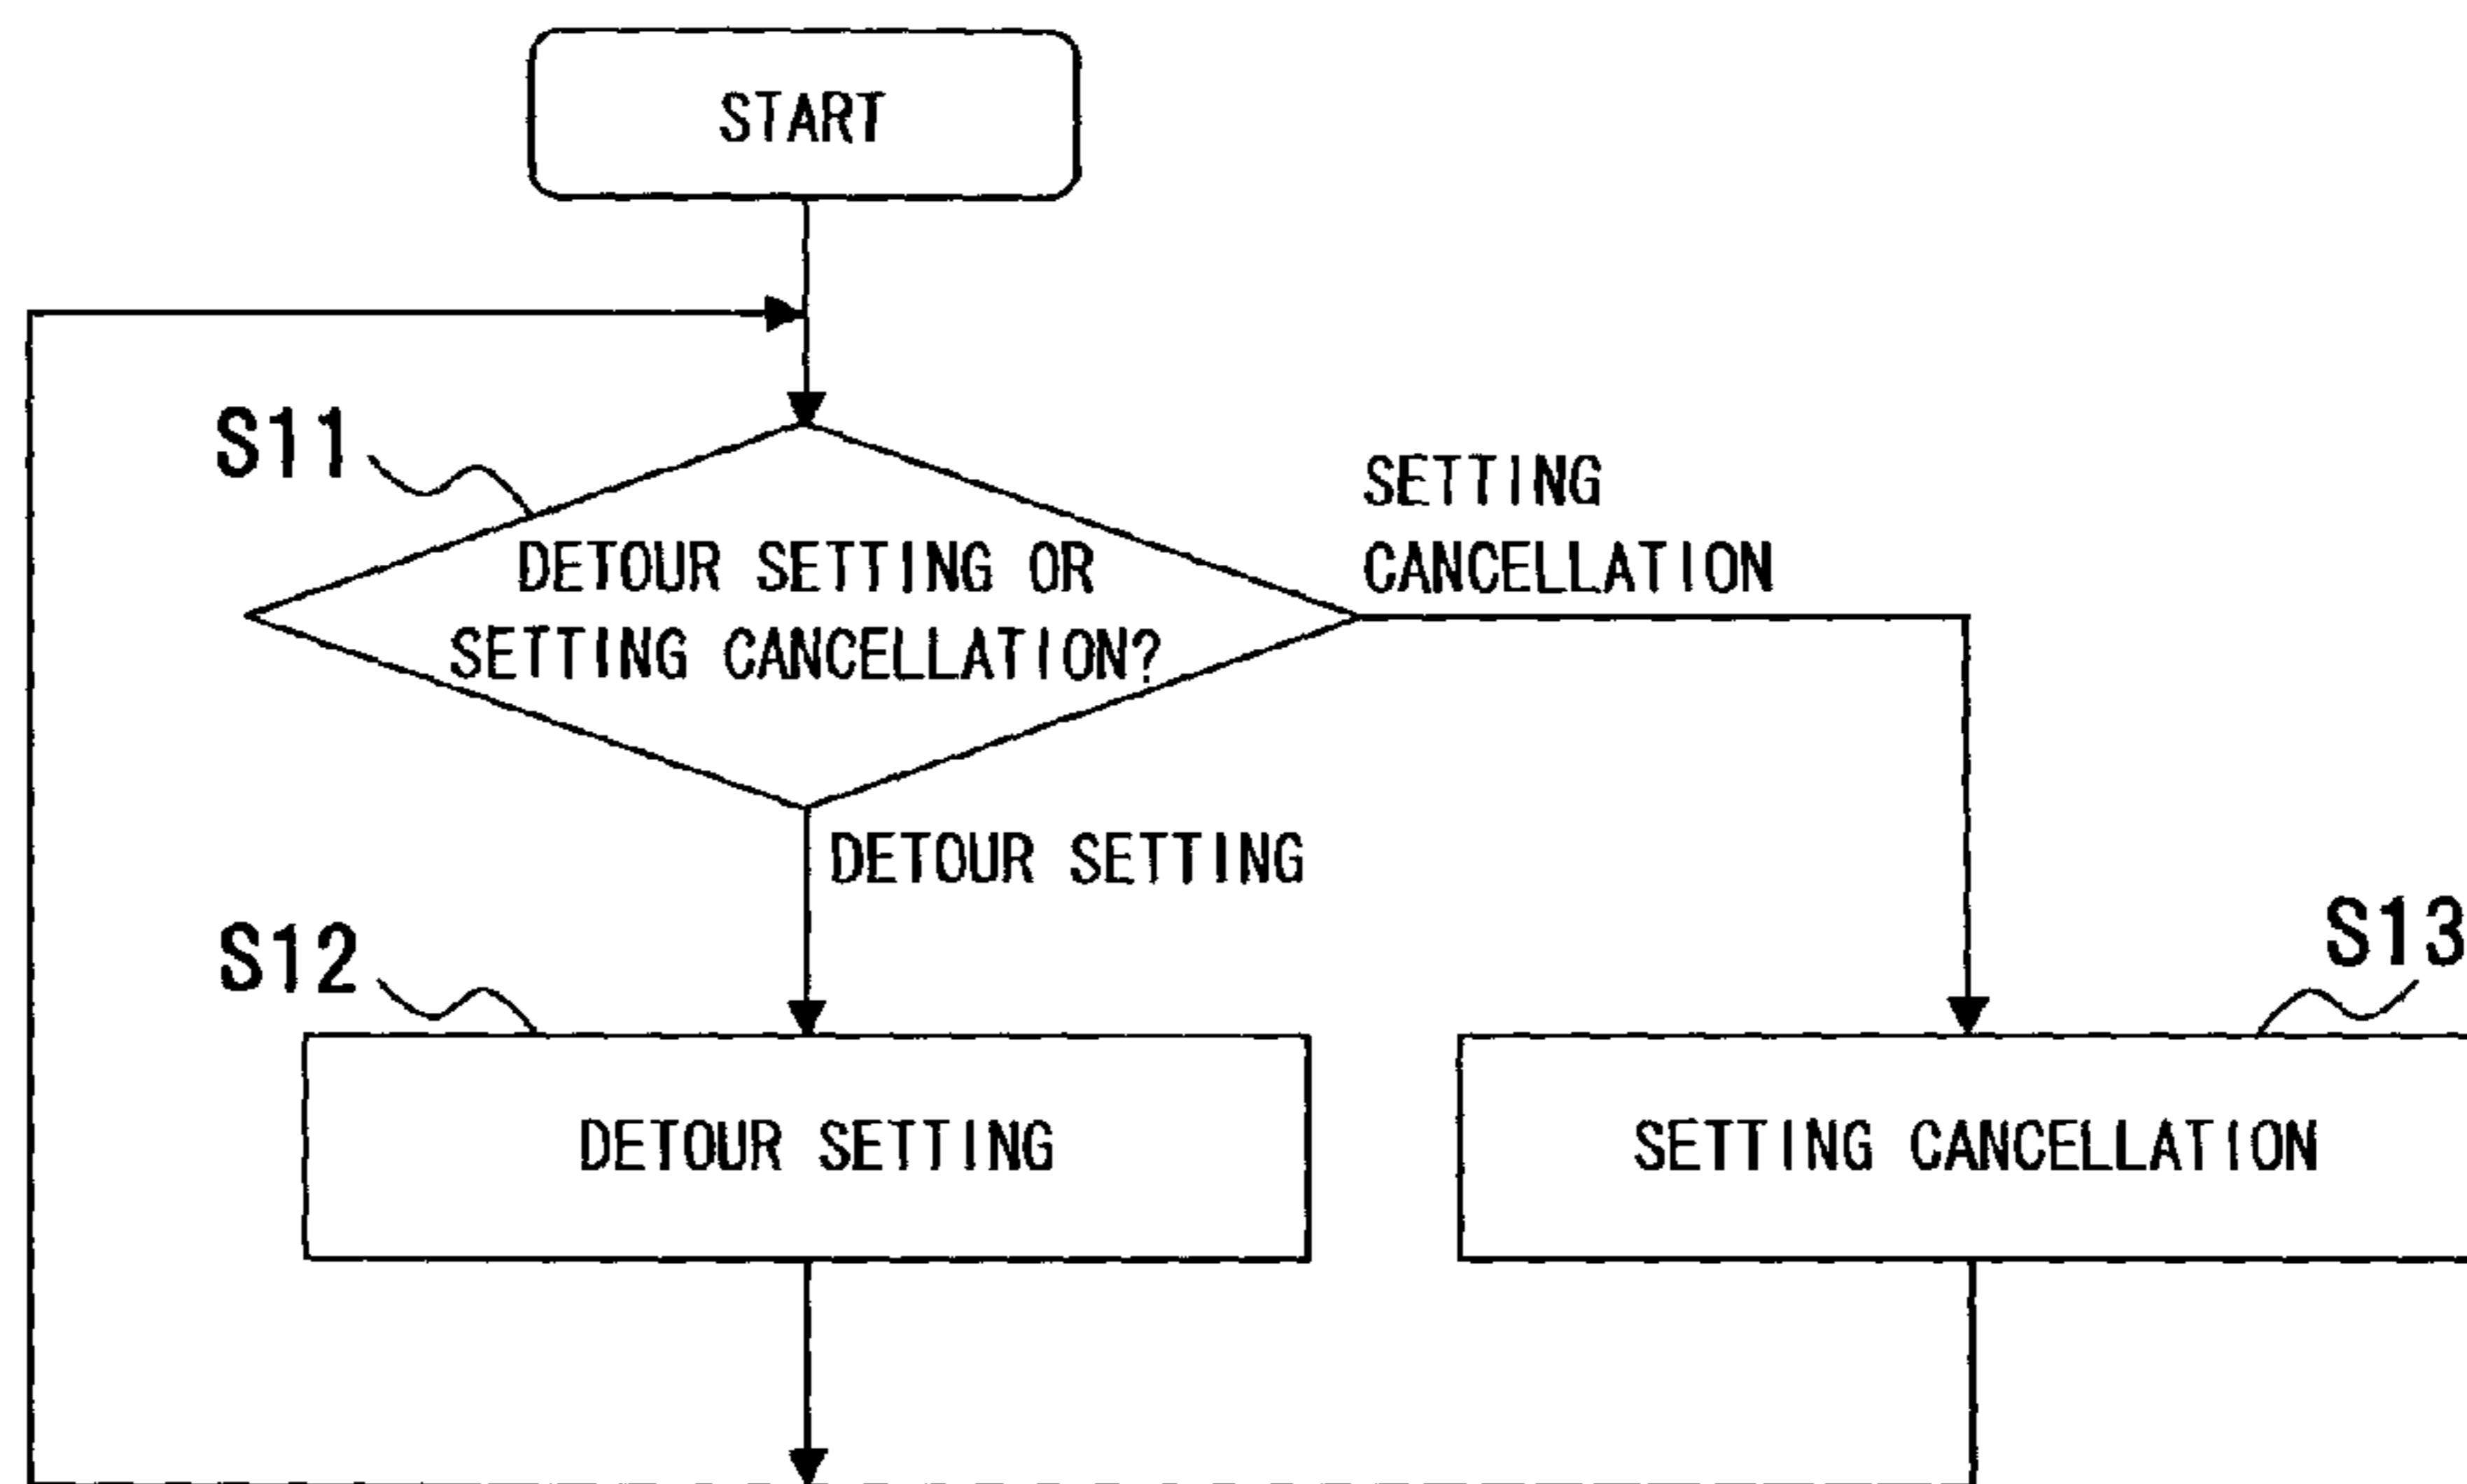 START
S11
SETTING
CANCELLATION
DETOUR SETTING OR
SETTING CANCELLATION?
DETOUR SETTING
S12
S13
DETOUR SETTING
SETTING CANCELLATION